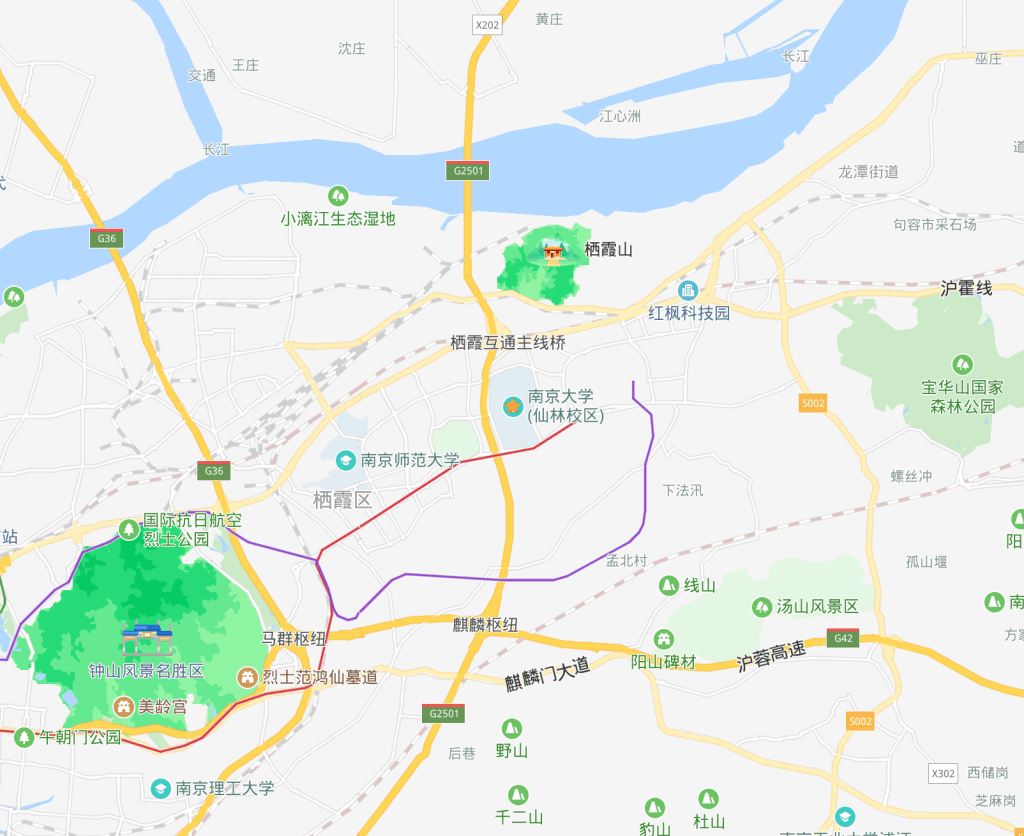 黄庄
X202
沈庄
王庄
交通
长江
巫庄
江心洲
长江
G2501
龙潭街道
小漓江生态湿地
句容市采石场
G36
栖霞山
沪霍线
红枫科技园
栖霞互通主线桥
宝华山国家
森林公园
南京大学
(仙林校区)
S002
南京师范大学
G36
栖霞区
下法汛
螺丝冲
国际抗日航空
烈士公园
站
阳
孟北村
孤山堰
线山
汤山风景区
南
方
麒麟枢纽
马群枢纽
G42
阳山碑材
沪蓉高速
钟山风景名胜区
烈士范鸿仙墓道
麒麟门大道
美龄宫
G2501
S002
午朝门公园
后巷
野山
X302
西储岗
南京理工大学
芝麻岗
千二山
豹山
杜山